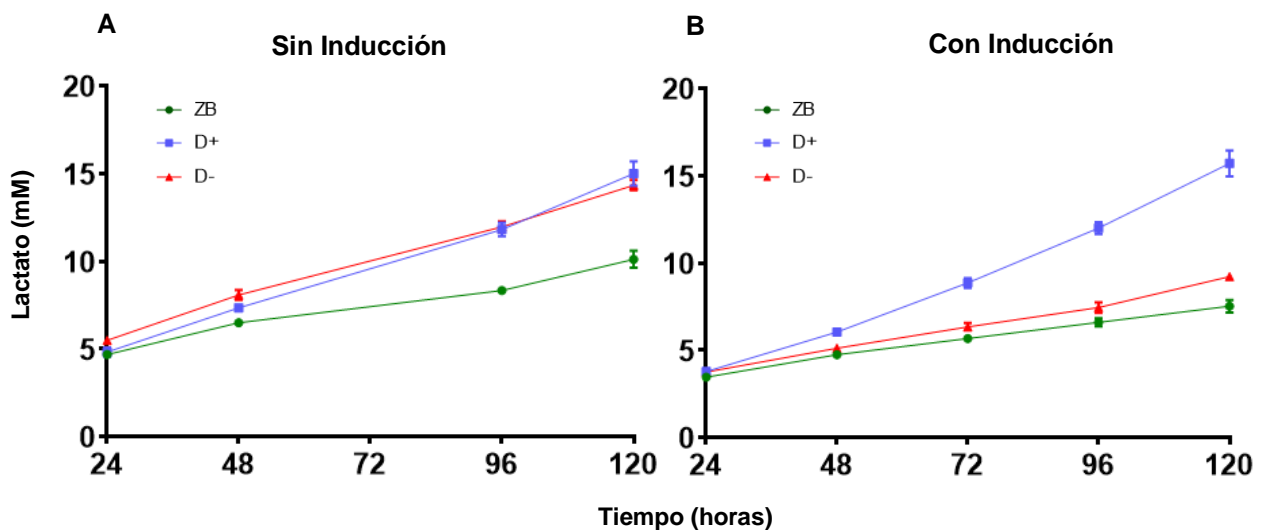 A
Sin Inducción
B
Con Inducción
Lactato (mM)
20
15
10
5
0
ZB
D+
D-
24 48 72 96 120
20
15
10
5
0
ZB
D+
D-
24 48 72 96 120
Tiempo (horas)